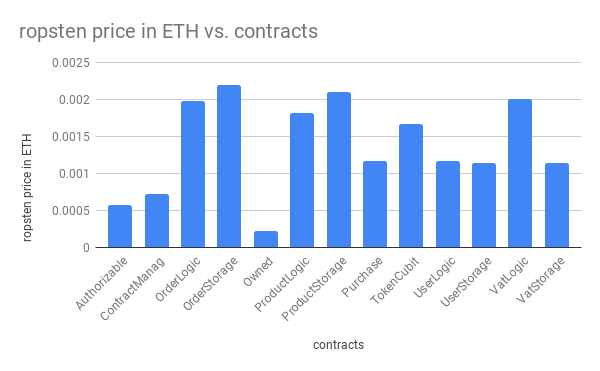 ropsten price in ETH vs. contracts
ropsten price in ETH
0.0025
0.002
0.0015
0.001
0.0005
0
Authorizable
ContractManag
OrderLogic
OrderStorage
Owned
ProductLogic
ProductStorage
Purchase
TokenCubit
UserLogic
UserStorage
VatLogic
VatStorage
contracts